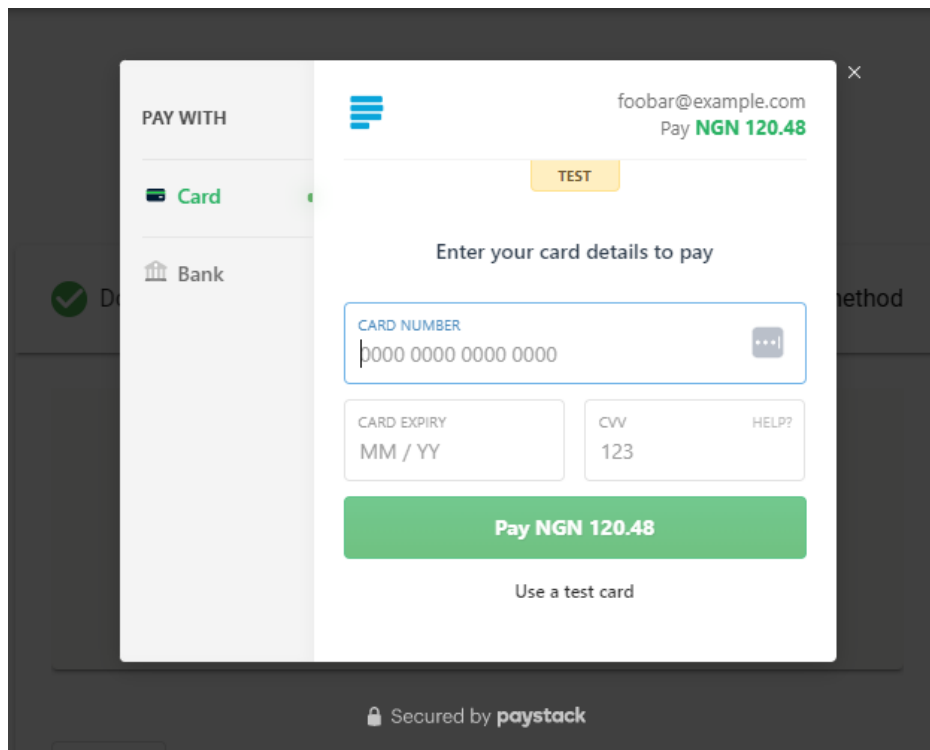 PAY WITH
Card
Bank
foobar@example.com
Pay NGN 120.48
TEST
Enter your card details to pay
CARD NUMBER
0000 0000 0000 0000
CARD EXPIRY
MM / YY
CVV
HELP?
123
Pay NGN 120.48
Use a test card
Secured by paystack